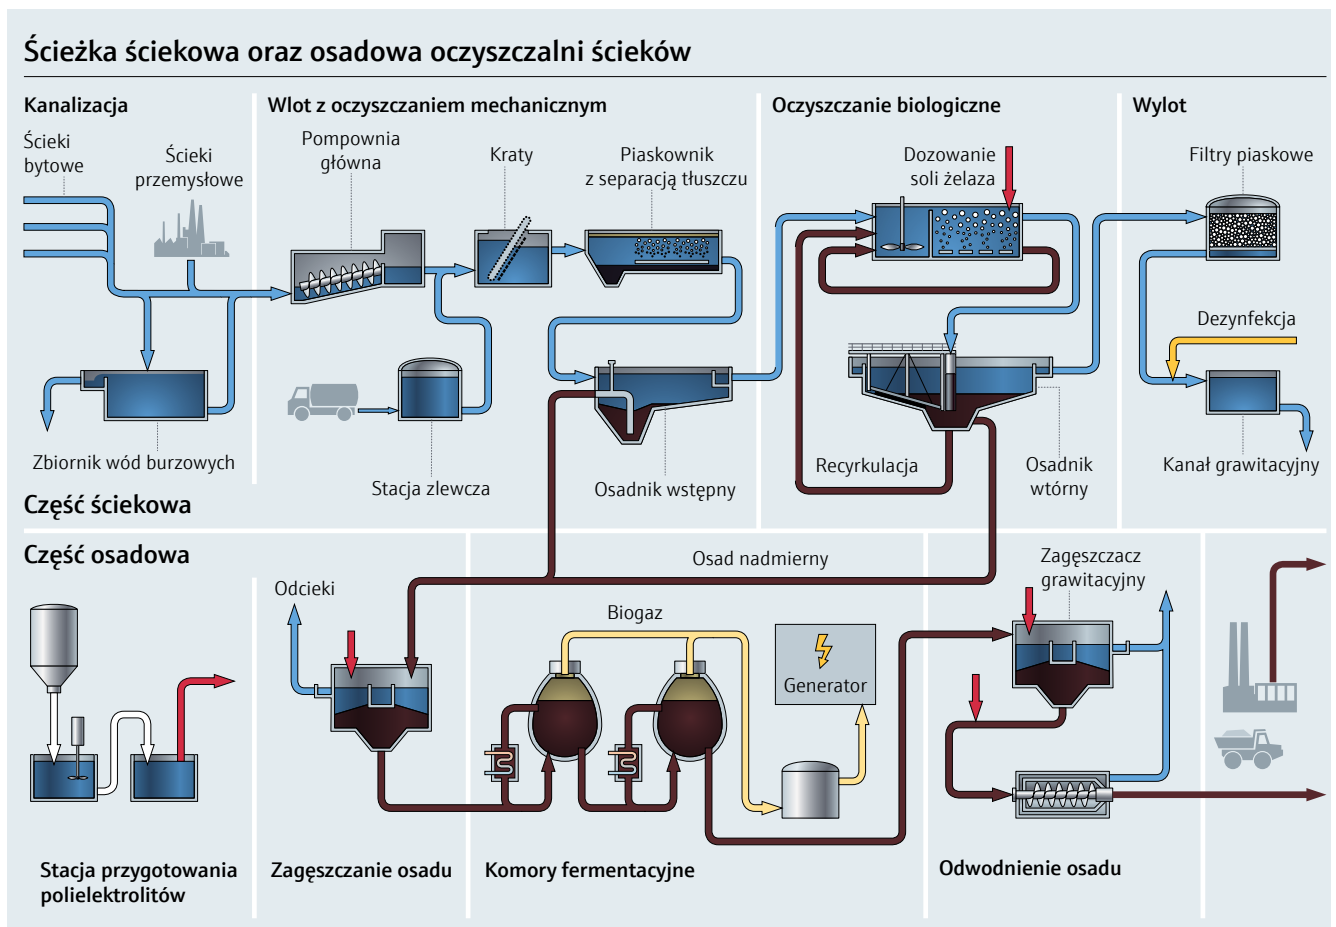 Ścieżka ściekowa oraz osadowa oczyszczalni ścieków
Kanalizacja
Wlot z oczyszczaniem mechanicznym
Oczyszczanie biologiczne
Wylot
Ścieki
bytowe
Ścieki
przemysłowe
Pompownia
główna
Kraty
Piaskownik
z separacją tłuszczu
Dozowanie
soli żelaza
Filtry piaskowe
Dezynfekcja
Zbiornik wód burzowych
Stacja zlewcza
Osadnik wstępny
Recyrkulacja
Osadnik
wtórny
Kanał grawitacyjny
Część ściekowa
Część osadowa
Osad nadmierny
Zagęszczacz
grawitacyjny
Odcieki
Biogaz
Generator
Stacja przygotowania
polielektrolitów
Zagęszczanie osadu
Komory fermentacyjne
Odwodnienie osadu